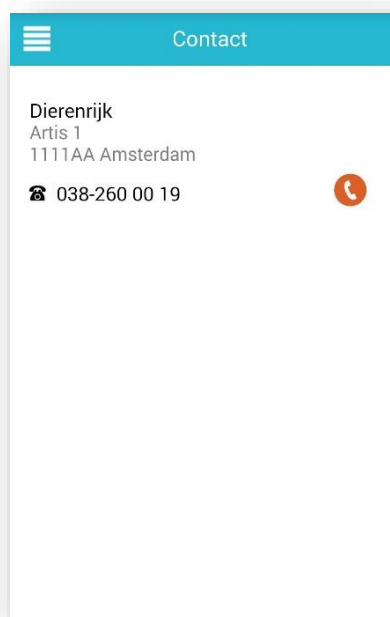 Contact
Dierenrijk
Artis 1
1111AA Amsterdam
☎ 038-260 00 19